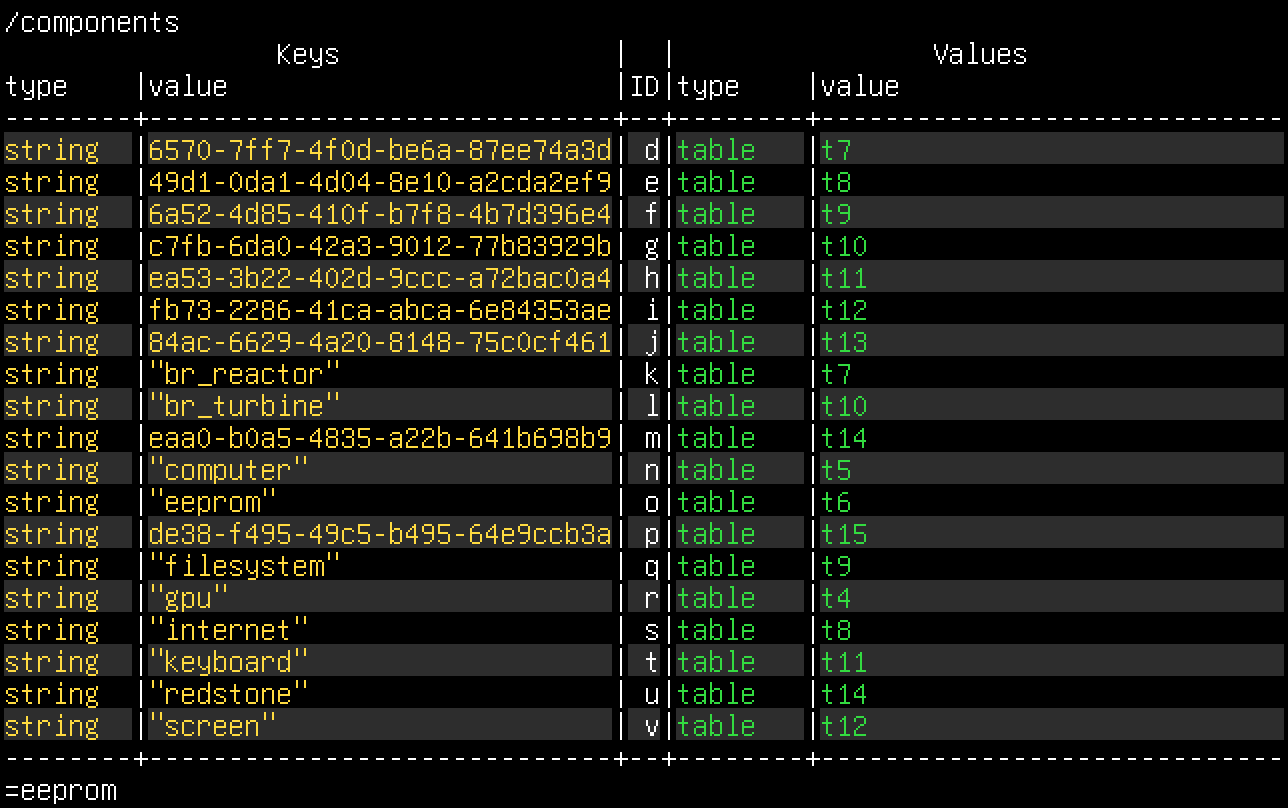 /components
Keys | | Values
type |value |ID|type |value
--------+------------------------------+--+--------+------------------------------
string |6570-7ff7-4f0d-be6a-87ee74a3d| d|table |t7
string |49d1-0da1-4d04-8e10-a2cda2ef9| e|table |t8
string |6a52-4d85-410f-b7f8-4b7d396e4| f|table |t9
string |c7fb-6da0-42a3-9012-77b83929b| g|table |t10
string |ea53-3b22-402d-9ccc-a72bac0a4| h|table |t11
string |fb73-2286-41ca-abca-6e84353ae| i|table |t12
string |84ac-6629-4a20-8148-75c0cf461| j|table |t13
string |"br_reactor" | k|table |t7
string |"br_turbine" | l|table |t10
string |eaa0-b0a5-4835-a22b-641b698b9| m|table |t14
string |"computer" | n|table |t5
string |"eeprom" | o|table |t6
string |de38-f495-49c5-b495-64e9ccb3a| p|table |t15
string |"filesystem" | q|table |t9
string |"gpu" | r|table |t4
string |"internet" | s|table |t8
string |"keyboard" | t|table |t11
string |"redstone" | u|table |t14
string |"screen" | v|table |t12
--------+------------------------------+--+--------+------------------------------
=eeprom